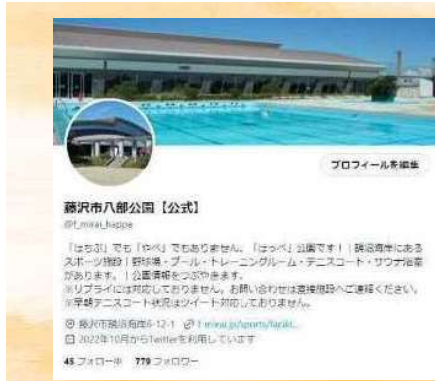 プロフィールを編集
藤沢市八部公園【公式】
@f_mirai_happe
「はちぶ」でも「やべ」でもありません。「はっぺ」公園です！｜鵠沼海岸にある
スポーツ施設｜野球場・プール・トレーニングルーム・テニスコート・サウナ浴室
があります。｜公園情報をつぶやきます。
※リプライには対応しておりません。お問い合わせは直接施設へご連絡ください。
※早朝テニスコート状況はツイート対応しておりません。
藤沢市鵠沼海岸6-12-1 f-mirai.jp/sports/facilit...
2022年10月からTwitterを利用しています
45 フォロー中 779 フォロワー